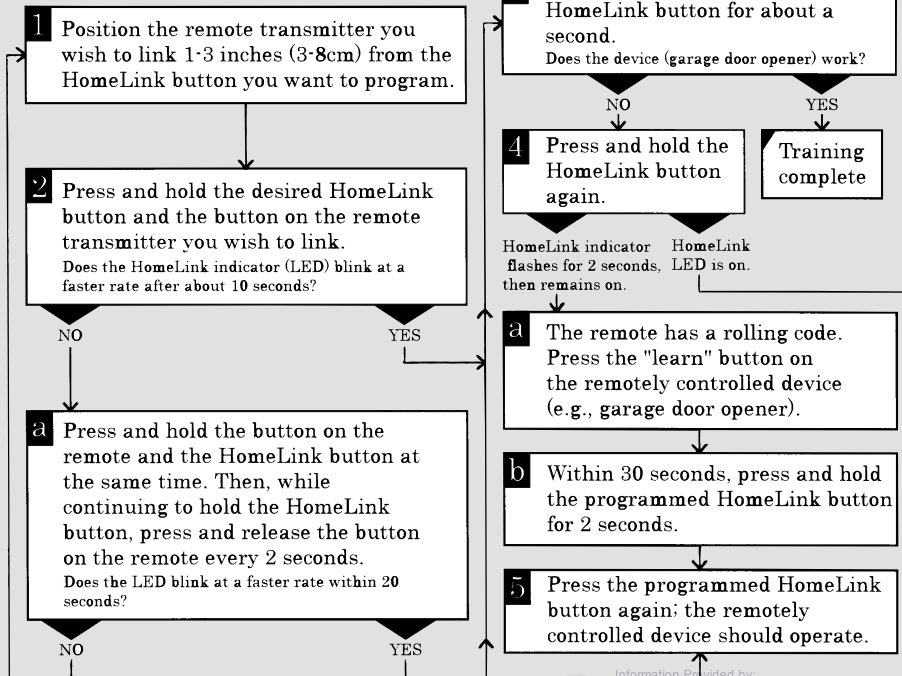 1
Position the remote transmitter you
wish to link 1-3 inches (3-8cm) from the
HomeLink button you want to program.
2
Press and hold the desired HomeLink
button and the button on the remote
transmitter you wish to link.
Does the HomeLink indicator (LED) blink at a
faster rate after about 10 seconds?
NO
YES
a
Press and hold the button on the
remote and the HomeLink button at
the same time. Then, while
continuing to hold the HomeLink
button, press and release the button
on the remote every 2 seconds.
Does the LED blink at a faster rate within 20
seconds?
NO
YES
HomeLink button for about a
second.
Does the device (garage door opener) work?
NO
YES
4
Press and hold the
HomeLink button
again.
Training
complete
HomeLink indicator
flashes for 2 seconds,
then remains on.
HomeLink
LED is on.
a
The remote has a rolling code.
Press the "learn" button on
the remotely controlled device
(e.g., garage door opener).
b
Within 30 seconds, press and hold
the programmed HomeLink button
for 2 seconds.
5
Press the programmed HomeLink
button again; the remotely
controlled device should operate.
Information Provided by: